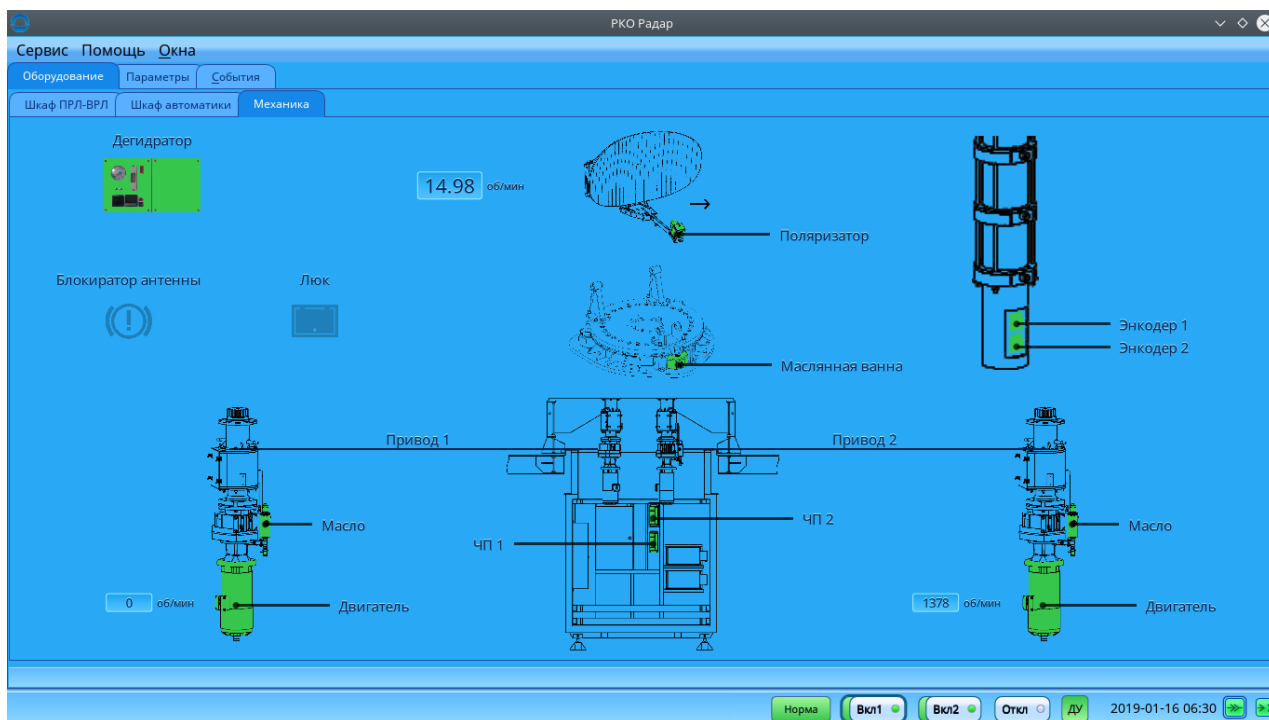 РКО Радар
Сервис Помощь Окна
Оборудование Параметры События
Шкаф ПРЛ-ВРЛ Шкаф автоматики Механика
Дегидратор
14.98 об/мин
Поляризатор
Блокиратор антенны Люк
Энкодер 1
Энкодер 2
Маслянная ванна
Привод 1 Привод 2
Масло ЧП 2 Масло
ЧП 1
0 об/мин Двигатель 1378 об/мин Двигатель
Норма Вкл1 Вкл2 Откл ДУ 2019-01-16 06:30